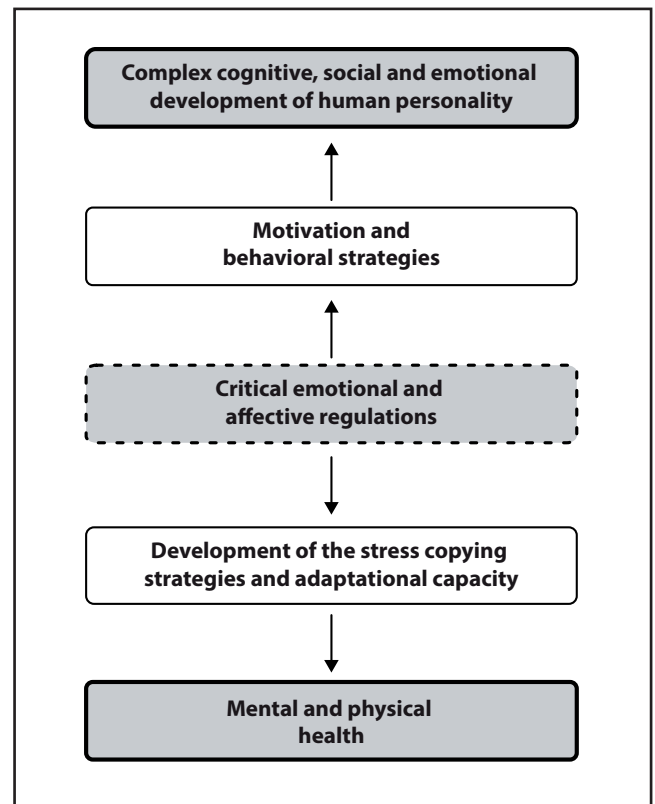 Complex cognitive, social and emotional
development of human personality
Motivation and
behavioral strategies
Critical emotional and
affective regulations
Development of the stress copying
strategies and adaptational capacity
Mental and physical
health